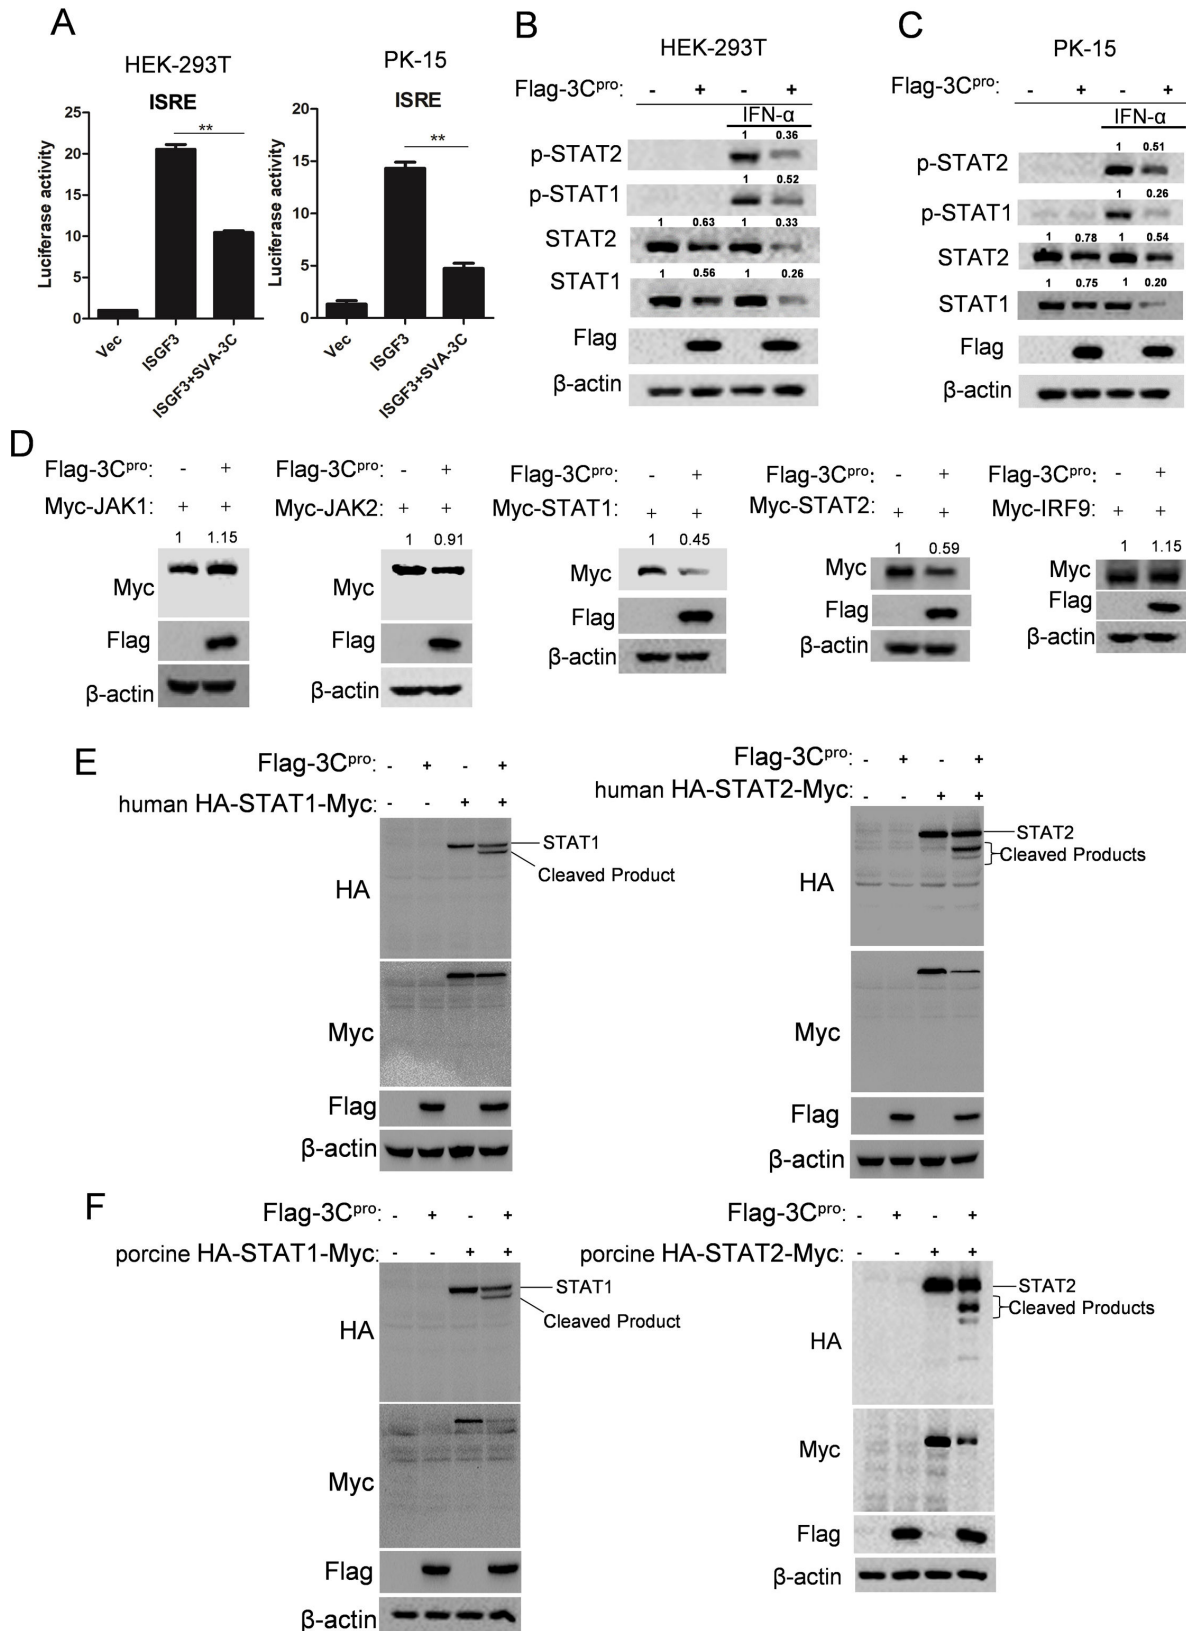 A
HEK-293T
ISRE
Luciferase activity
25
20
15
10
5
0
**
Vec
ISGF3
ISGF3+SVA-3C
PK-15
ISRE
Luciferase activity
20
15
10
5
0
**
Vec
ISGF3
ISGF3+SVA-3C
B
HEK-293T
Flag-3Cpro: - + - +
IFN-α
1 0.36
p-STAT2
1 0.52
p-STAT1
1 0.63 1 0.33
STAT2
1 0.56 1 0.26
STAT1
Flag
β-actin
C
PK-15
Flag-3Cpro: - + - +
IFN-α
1 0.51
p-STAT2
1 0.26
p-STAT1
1 0.78 1 0.54
STAT2
1 0.75 1 0.20
STAT1
Flag
β-actin
D
Flag-3Cpro: - +
Myc-JAK1: + +
1 1.15
Myc
Flag
β-actin
Flag-3Cpro: - +
Myc-JAK2: + +
1 0.91
Myc
Flag
β-actin
Flag-3Cpro: - +
Myc-STAT1: + +
1 0.45
Myc
Flag
β-actin
Flag-3Cpro: - +
Myc-STAT2: + +
1 0.59
Myc
Flag
β-actin
Flag-3Cpro: - +
Myc-IRF9: + +
1 1.15
Myc
Flag
β-actin
E
Flag-3Cpro: - + - +
human HA-STAT1-Myc: - - + +
STAT1
Cleaved Product
HA
Myc
Flag
β-actin
Flag-3Cpro: - + - +
human HA-STAT2-Myc: - - + +
STAT2
Cleaved Products
HA
Myc
Flag
β-actin
F
Flag-3Cpro: - + - +
porcine HA-STAT1-Myc: - - + +
STAT1
Cleaved Product
HA
Myc
Flag
β-actin
Flag-3Cpro: - + - +
porcine HA-STAT2-Myc: - - + +
STAT2
Cleaved Products
HA
Myc
Flag
β-actin